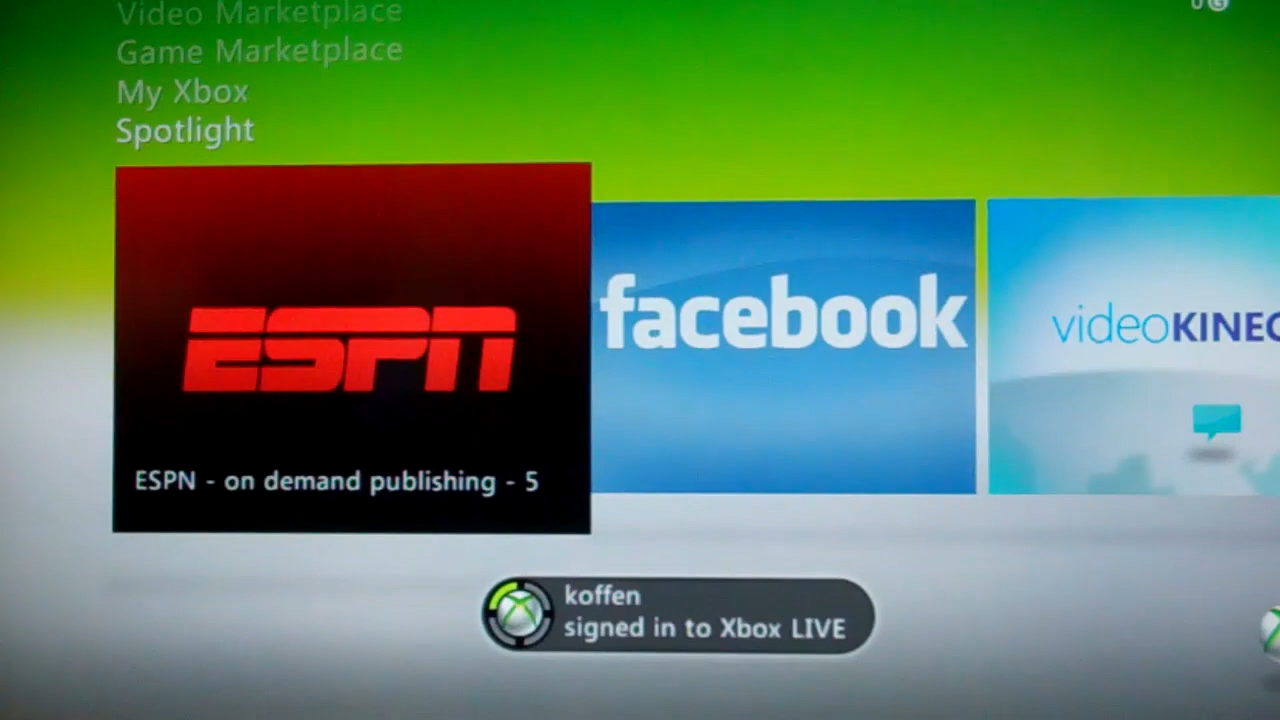 Video Marketplace
Game Marketplace
My Xbox
Spotlight
ESPN
ESPN - on demand publishing - 5
facebook
videoKINEC
koffen
signed in to Xbox LIVE